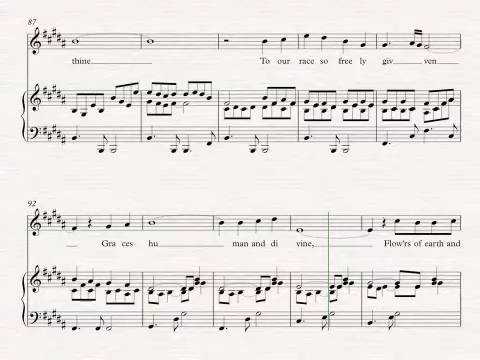 87
thine
To our race so free ly giv ven
92
Gra ces hu man and di vine, Flow'rs of earth and